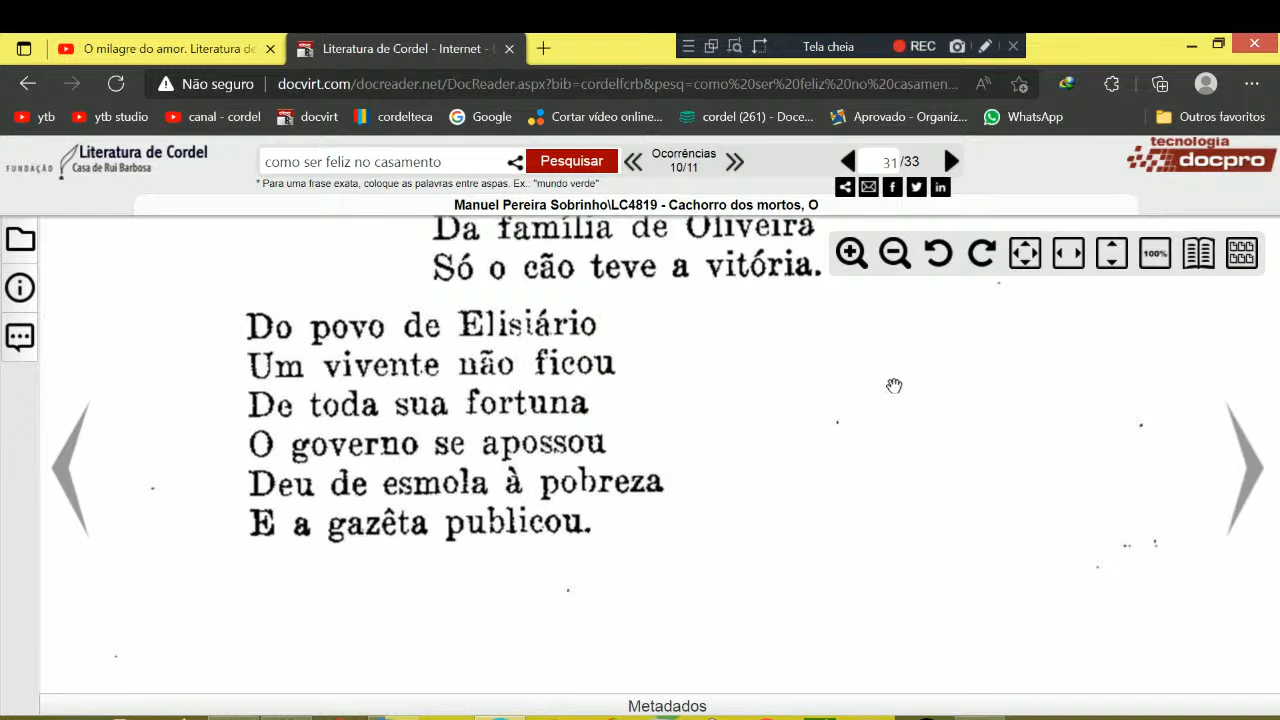 O milagre do amor. Literatura de
Literatura de Cordel - Internet - L
Tela cheia
REC
Não seguro
docvirt.com/docreader.net/DocReader.aspx?bib=cordelfcrb&pesq=como%20ser%20feliz%20no%20casamen...
ytb
ytb studio
canal - cordel
docvirt
cordelteca
Google
Cortar vídeo online...
cordel (261) - Doce...
Aprovado - Organiz...
WhatsApp
Outros favoritos
FUNDAÇÃO
Literatura de Cordel
Casa de Rui Barbosa
como ser feliz no casamento
Pesquisar
Ocorrências
10/11
31/33
tecnologia
docpro
* Para uma frase exata, coloque as palavras entre aspas. Ex.. "mundo verde"
Manuel Pereira Sobrinho\LC4819 - Cachorro dos mortos, O
100%
Da família de Oliveira
Só o cão teve a vitória.
Do povo de Elisiário
Um vivente não ficou
De toda sua fortuna
O governo se apossou
Deu de esmola à pobreza
E a gazêta publicou.
Metadados